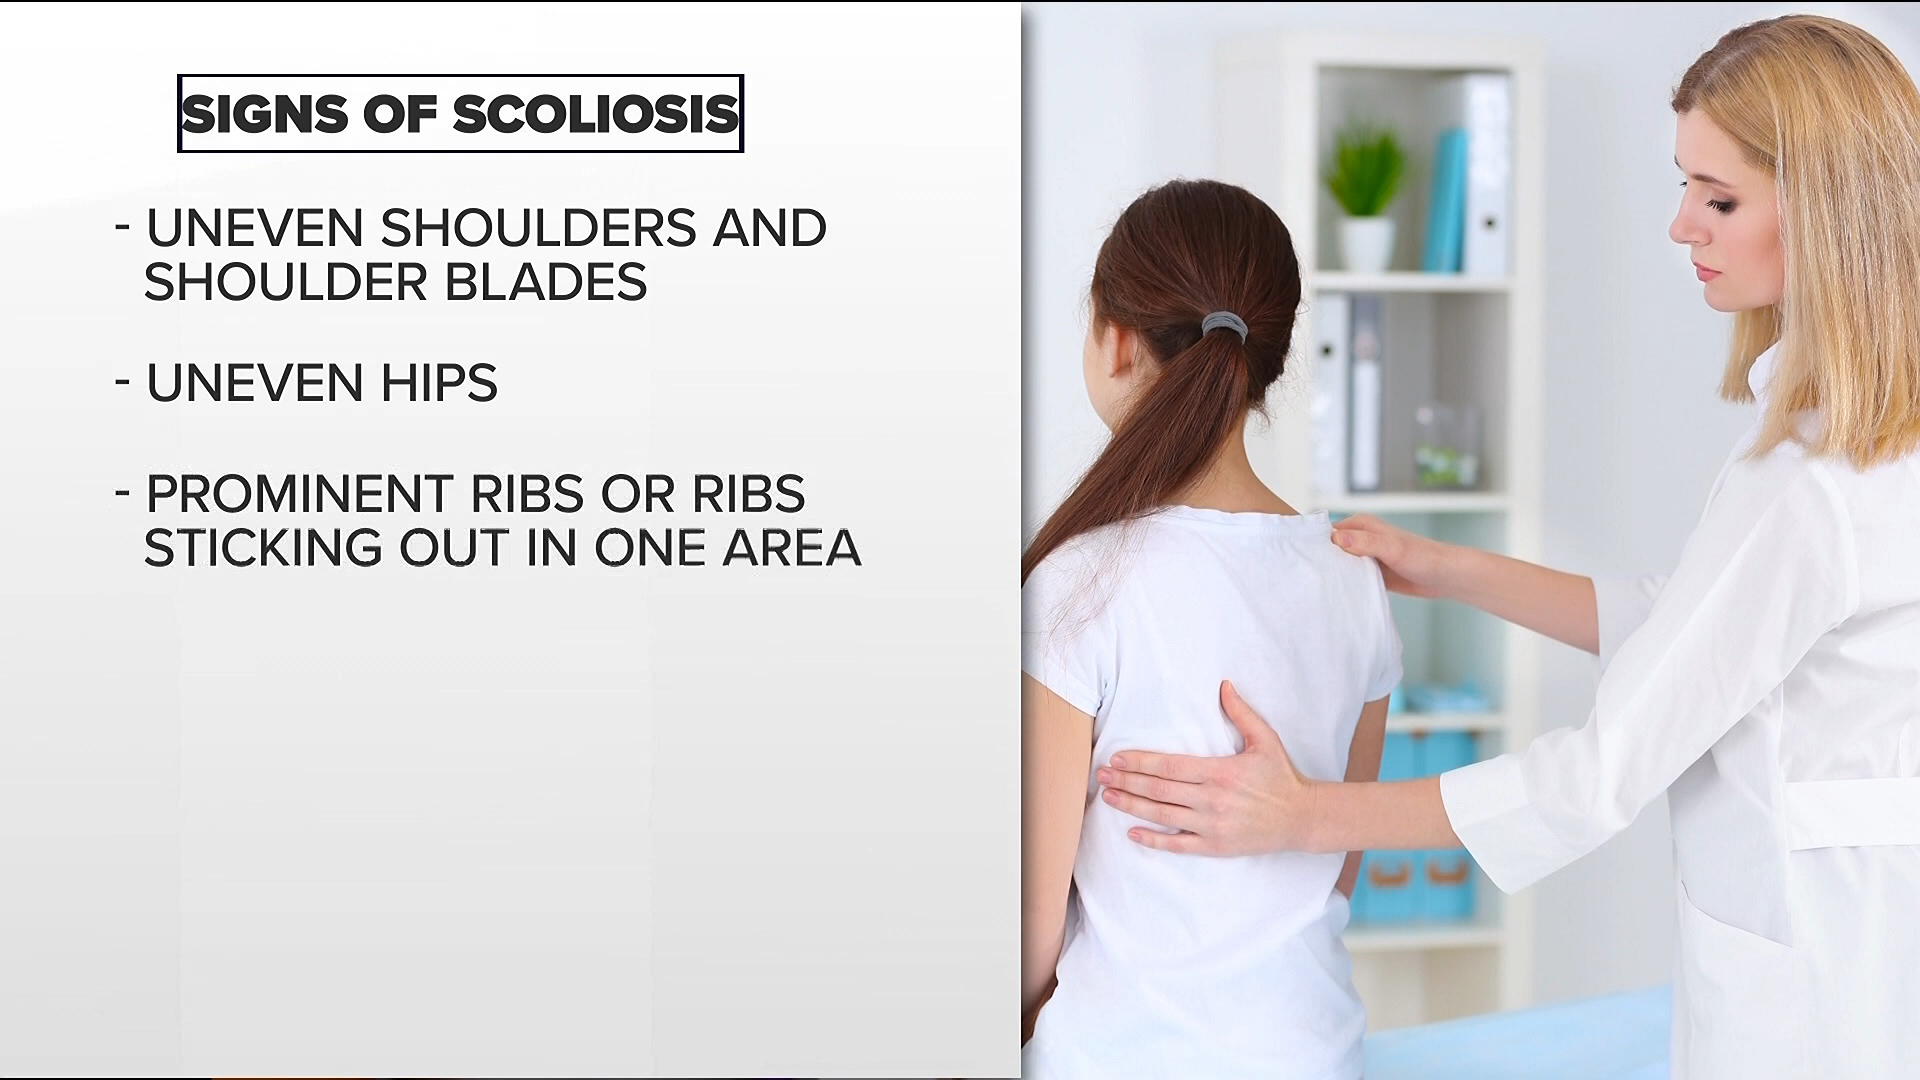 SIGNS OF SCOLIOSIS
- UNEVEN SHOULDERS AND
SHOULDER BLADES
- UNEVEN HIPS
- PROMINENT RIBS OR RIBS
STICKING OUT IN ONE AREA